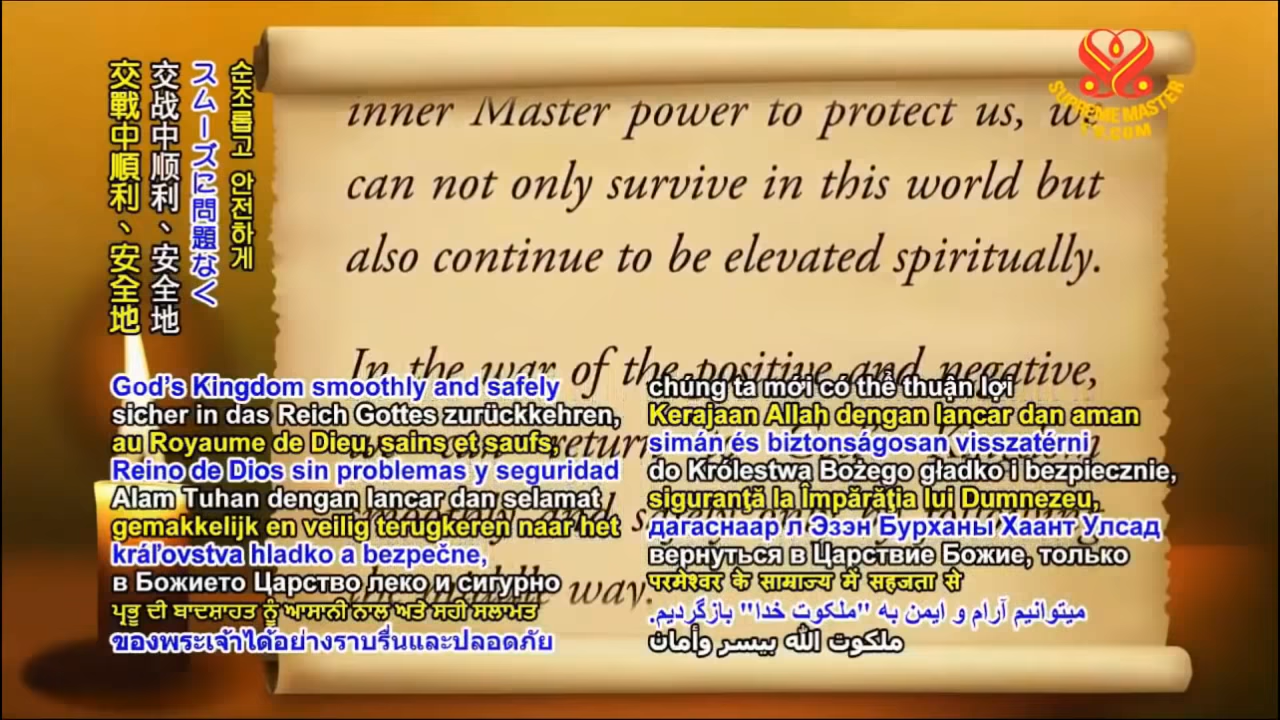 순조롭고 안전하게
スムーズに問題なく
交战中顺利、安全地
交戰中順利、安全地
SUPREME MASTER
TV.COM
inner Master power to protect us, we
can not only survive in this world but
also continue to be elevated spiritually.
In the war of the positive and negative,
way.
God's Kingdom smoothly and safely
sicher in das Reich Gottes zurückkehren,
au Royaume de Dieu, sains et saufs,
Reino de Dios sin problemas y seguridad
Alam Tuhan dengan lancar dan selamat
gemakkelijk en veilig terugkeren naar het
kráľovstva hladko a bezpečne,
в Божието Царство леко и сигурно
ਪ੍ਰਭੂ ਦੀ ਬਾਦਸ਼ਾਹਤ ਨੂੰ ਆਸਾਨੀ ਨਾਲ ਅਤੇ ਸਹੀ ਸਲਾਮਤ
ของพระเจ้าได้อย่างราบรื่นและปลอดภัย
chúng ta mới có thể thuận lợi
Kerajaan Allah dengan lancar dan aman
simán és biztonságosan visszatérni
do Królestwa Bożego gładko i bezpiecznie,
siguranţă la Împărăţia lui Dumnezeu,
дагаснаар л Эзэн Бурханы Хаант Улсад
вернуться в Царствие Божие, только
परमेश्वर के साम्राज्य में सहजता से
میتوانیم آرام و ایمن به "ملکوت خدا" بازگردیم.
ملكوت الله بيسر وأمان